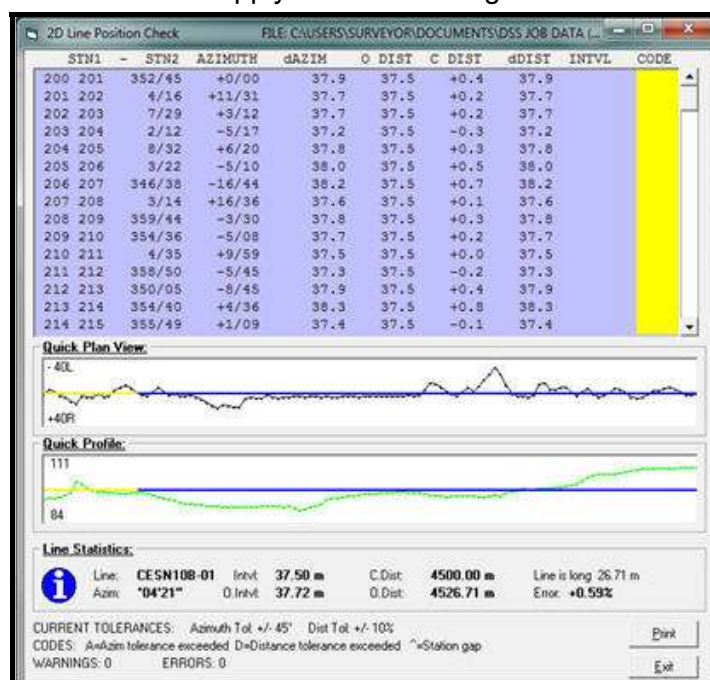 2D Line Position Check FILE: C:\USERS\SURVEYOR\DOCUMENTS\DSS JOB DATA (...
STN1 - STN2 AZIMUTH dAZIM O DIST C DIST dDIST INTVL CODE
200 201 352/45 +0/00 37.9 37.5 +0.4 37.9
201 202 4/16 +11/31 37.7 37.5 +0.2 37.7
202 203 7/29 +3/12 37.7 37.5 +0.2 37.7
203 204 2/12 -5/17 37.2 37.5 -0.3 37.2
204 205 8/32 +6/20 37.8 37.5 +0.3 37.8
205 206 3/22 -5/10 38.0 37.5 +0.5 38.0
206 207 346/38 -16/44 38.2 37.5 +0.7 38.2
207 208 3/14 +16/36 37.6 37.5 +0.1 37.6
208 209 359/44 -3/30 37.8 37.5 +0.3 37.8
209 210 354/36 -5/08 37.7 37.5 +0.2 37.7
210 211 4/35 +9/59 37.5 37.5 +0.0 37.5
211 212 358/50 -5/45 37.3 37.5 -0.2 37.3
212 213 350/05 -8/45 37.9 37.5 +0.4 37.9
213 214 354/40 +4/36 38.3 37.5 +0.8 38.3
214 215 355/49 +1/09 37.4 37.5 -0.1 37.4
Quick Plan View:
- 40L
+40R
Quick Profile:
111
84
Line Statistics:
Line: CESN10B-01 Intvl: 37.50 m C.Dist: 4500.00 m Line is long 26.71 m
Azim: °04'21" O.Intvl: 37.72 m O.Dist: 4526.71 m Error: +0.59%
CURRENT TOLERANCES: Azimuth Tol: +/- 45° Dist Tol: +/- 10%
CODES: A=Azim tolerance exceeded D=Distance tolerance exceeded ^=Station gap
WARNINGS: 0 ERRORS: 0
Print
Exit